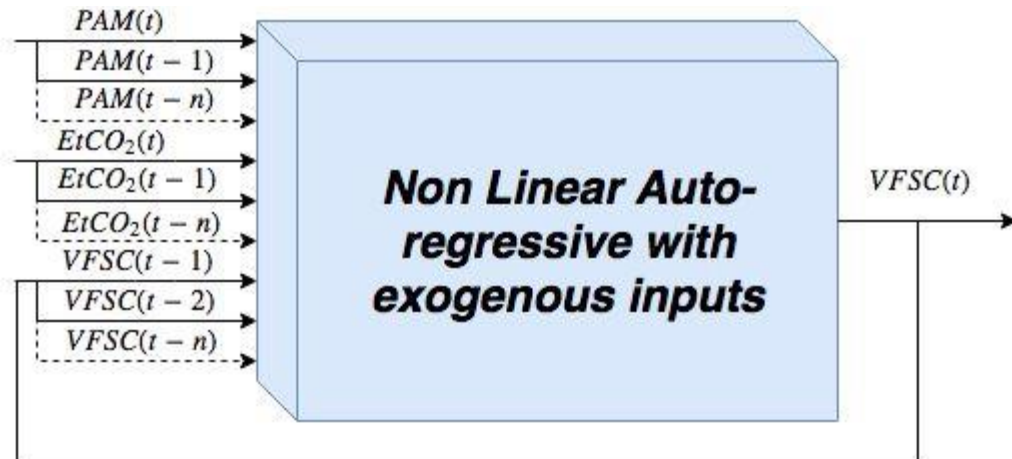 PAM(t)
PAM(t − 1)
PAM(t − n)
EtCO₂(t)
EtCO₂(t − 1)
EtCO₂(t − n)
VFSC(t − 1)
VFSC(t − 2)
VFSC(t − n)
Non Linear Auto-
regressive with
exogenous inputs
VFSC(t)